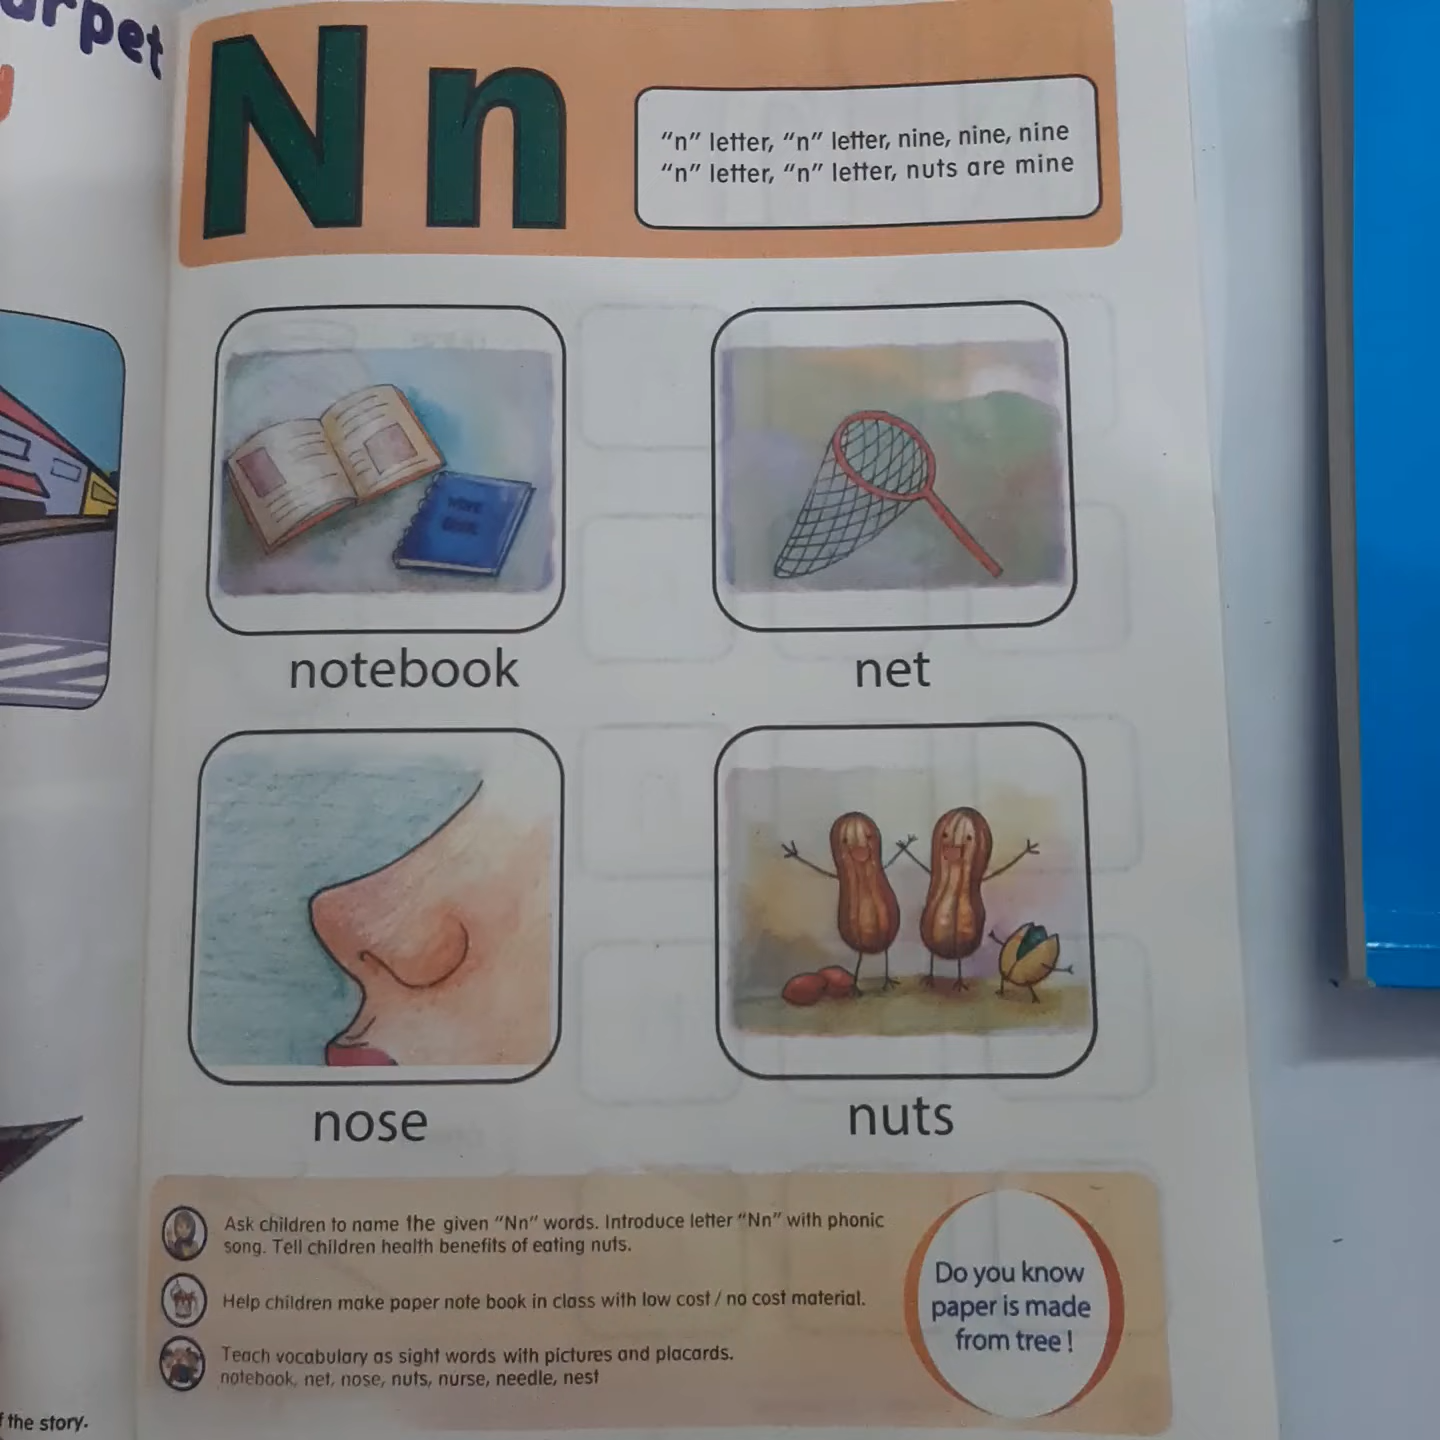 arpet
Nn
"n" letter, "n" letter, nine, nine, nine
"n" letter, "n" letter, nuts are mine
notebook
net
nose
nuts
Ask children to name the given "Nn" words. Introduce letter "Nn" with phonic
song. Tell children health benefits of eating nuts.
Help children make paper note book in class with low cost / no cost material.
Teach vocabulary as sight words with pictures and placards.
notebook, net, nose, nuts, nurse, needle, nest
Do you know
paper is made
from tree !
the story.